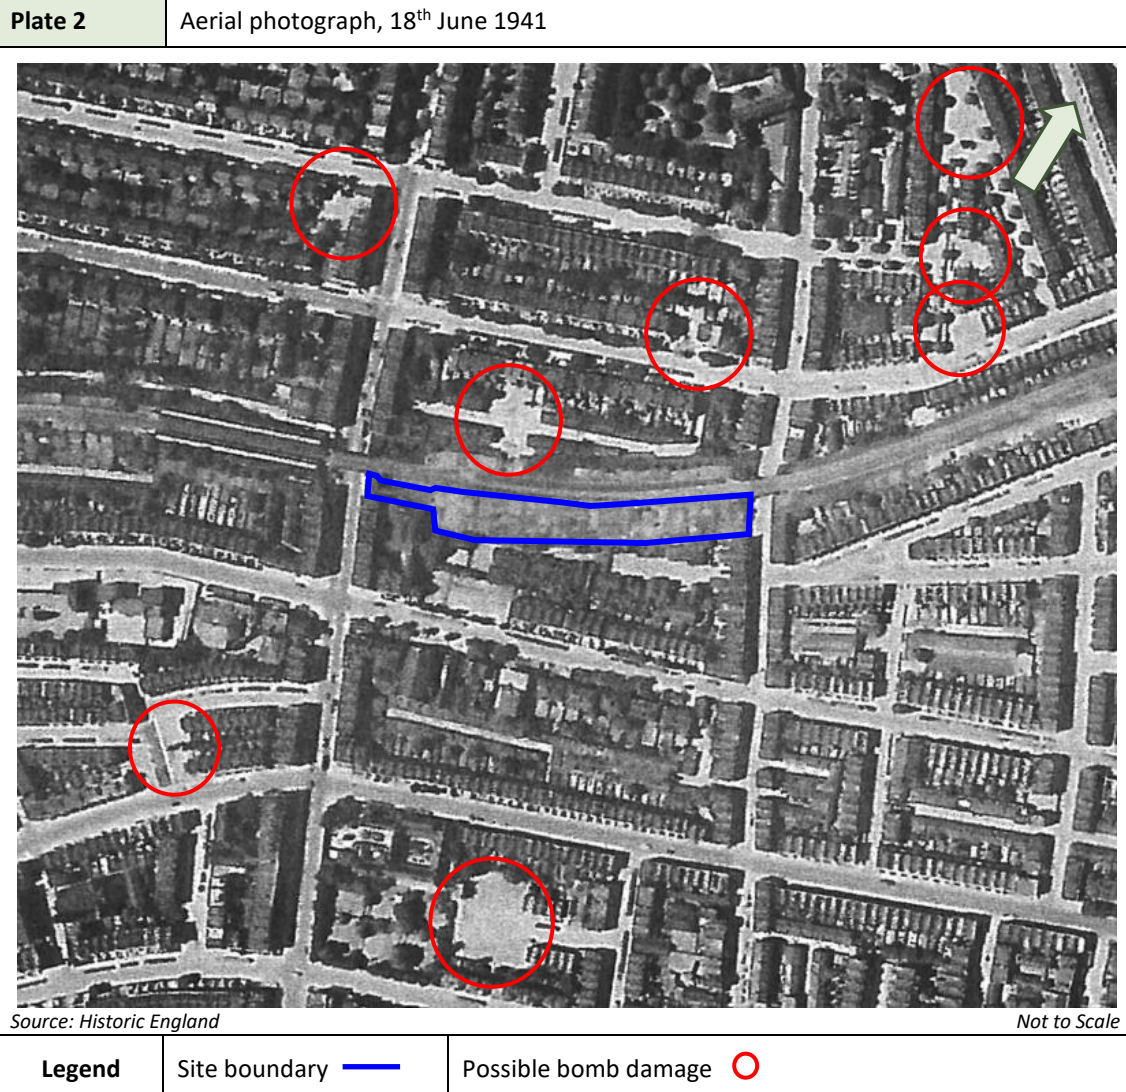 Plate 2 Aerial photograph, 18th June 1941
Source: Historic England Not to Scale
Legend Site boundary Possible bomb damage